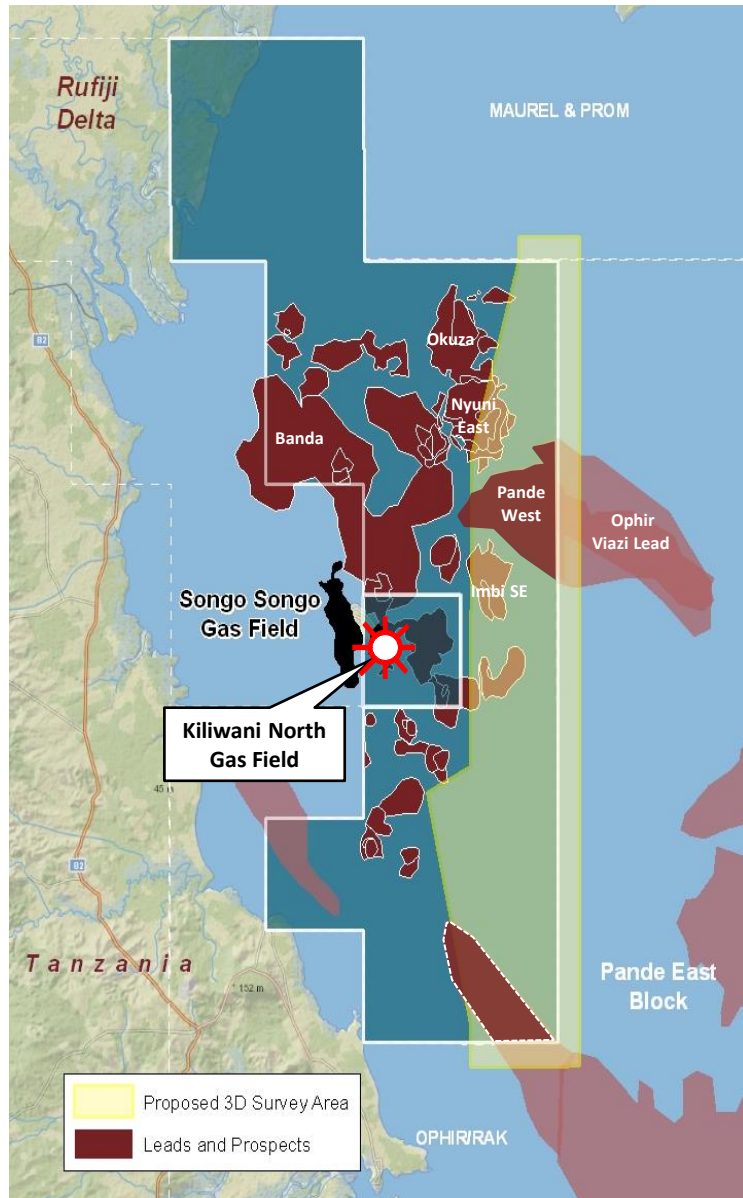 Rufiji
Delta
MAUREL & PROM
Okuza
B2
Nyuni
East
Banda
Pande
West
Ophir
Viazi Lead
Imbi SE
Songo Songo
Gas Field
Kiliwani North
Gas Field
45 m
B2
Tanzania
152 m
Pande East
Block
Proposed 3D Survey Area
Leads and Prospects
OPHIR/RAK